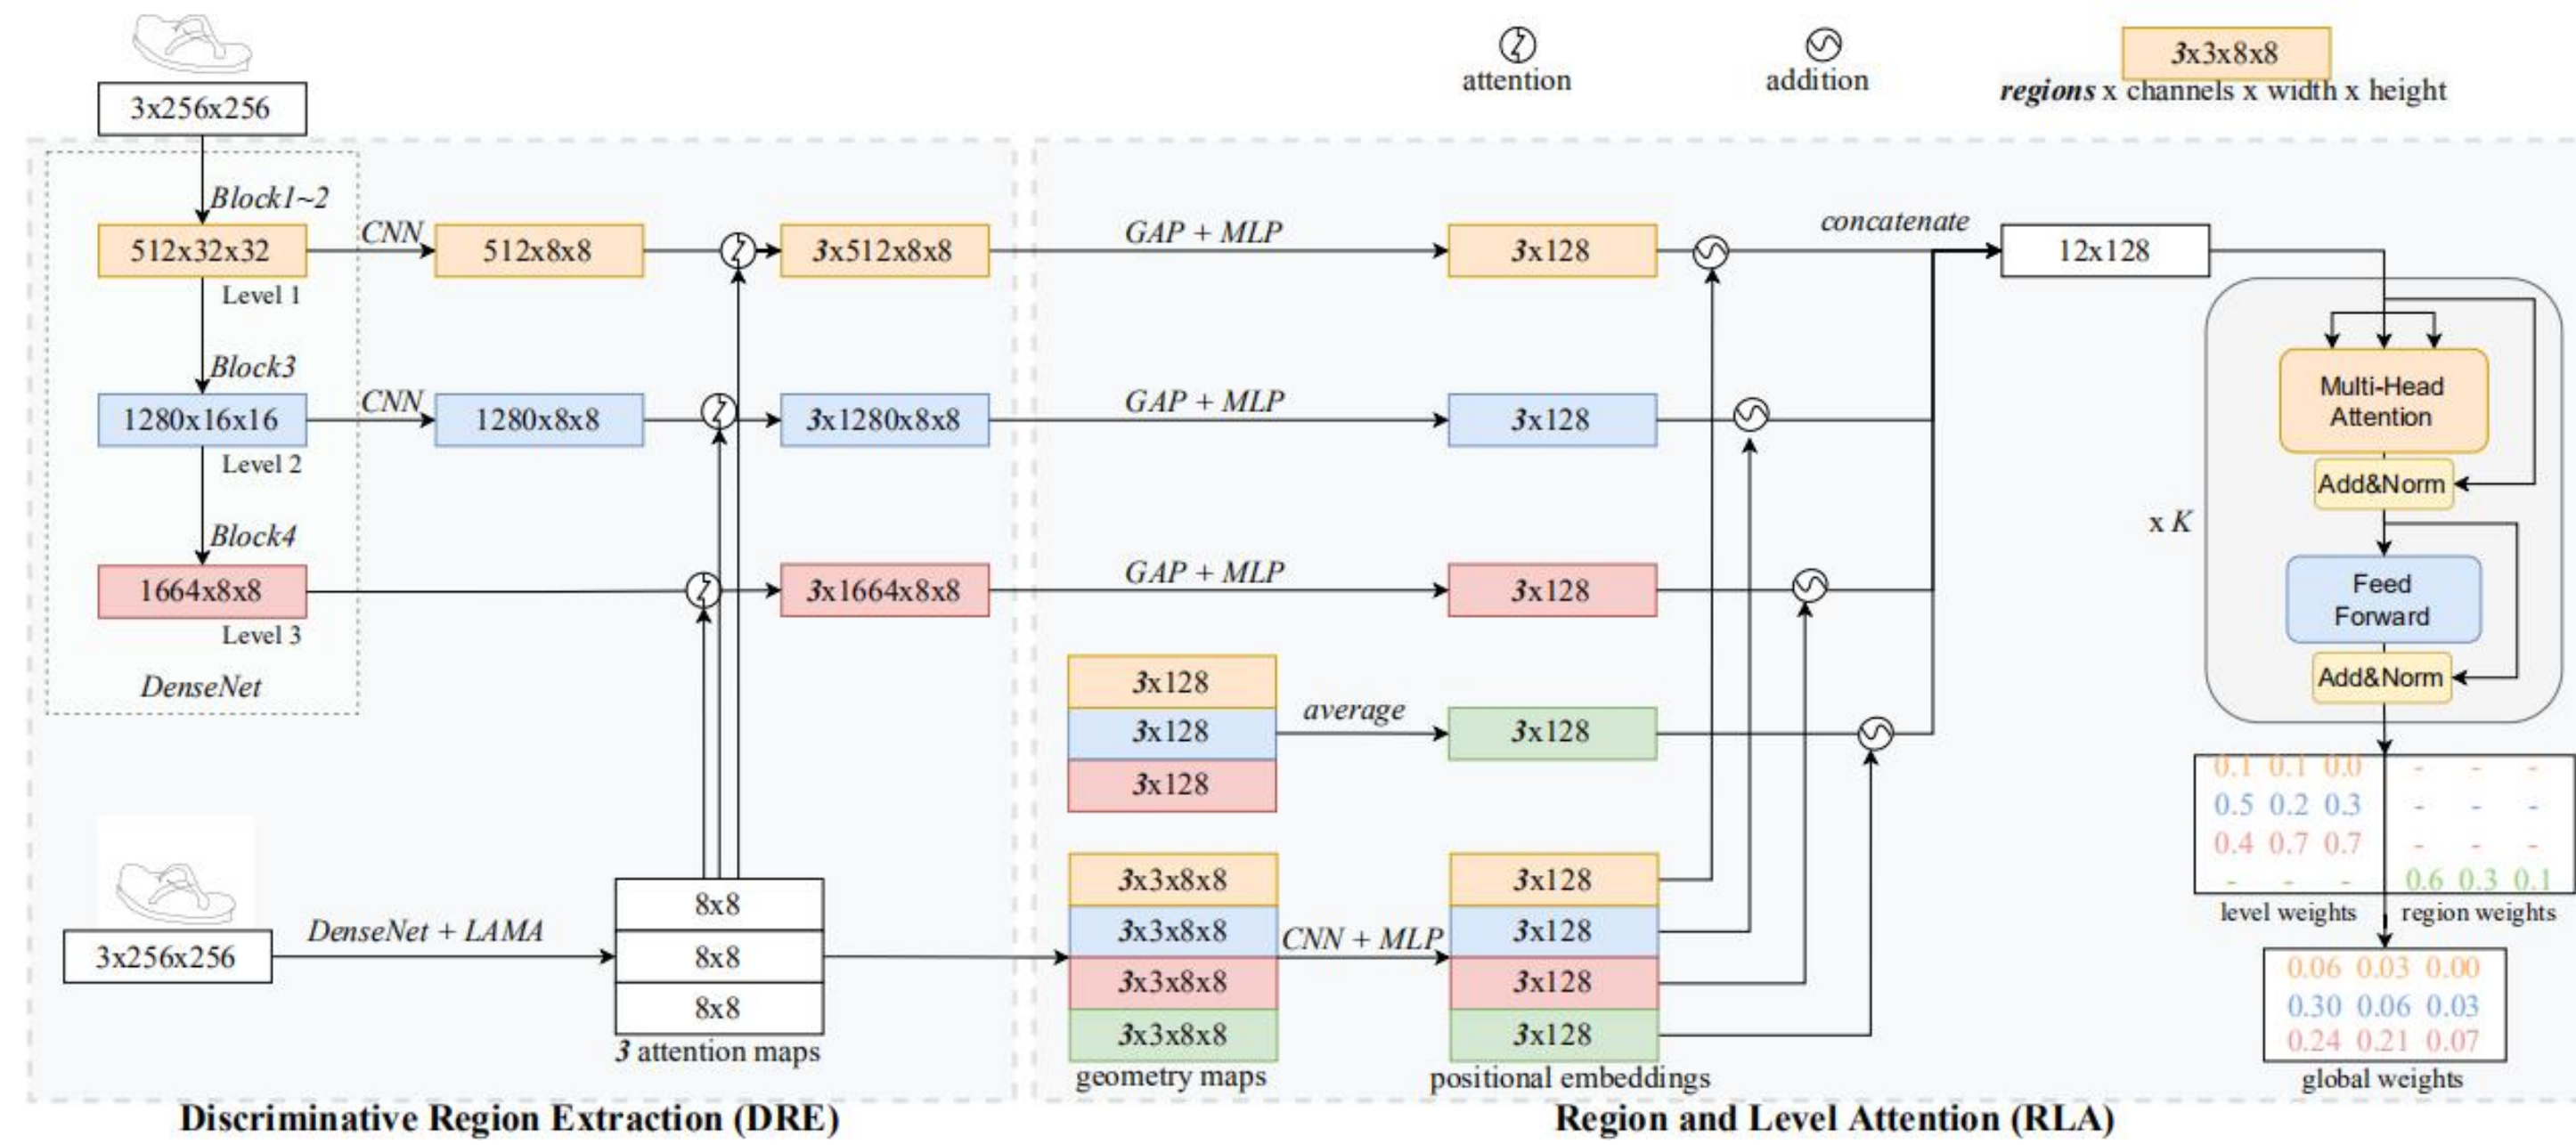 attention
addition
3x3x8x8
regions x channels x width x height
3x256x256
Block1~2
512x32x32
Level 1
CNN
512x8x8
3x512x8x8
GAP + MLP
3x128
concatenate
12x128
Block3
1280x16x16
Level 2
CNN
1280x8x8
3x1280x8x8
GAP + MLP
3x128
Block4
1664x8x8
Level 3
DenseNet
3x1664x8x8
GAP + MLP
3x128
3x128
3x128
3x128
average
3x128
3x256x256
DenseNet + LAMA
8x8
8x8
8x8
3 attention maps
3x3x8x8
3x3x8x8
3x3x8x8
3x3x8x8
geometry maps
CNN + MLP
3x128
3x128
3x128
3x128
positional embeddings
Multi-Head
Attention
Add&Norm
x K
Feed
Forward
Add&Norm
0.1 0.1 0.0 - - -
0.5 0.2 0.3 - - -
0.4 0.7 0.7 - - -
- - - 0.6 0.3 0.1
level weights
region weights
0.06 0.03 0.00
0.30 0.06 0.03
0.24 0.21 0.07
global weights
Discriminative Region Extraction (DRE)
Region and Level Attention (RLA)